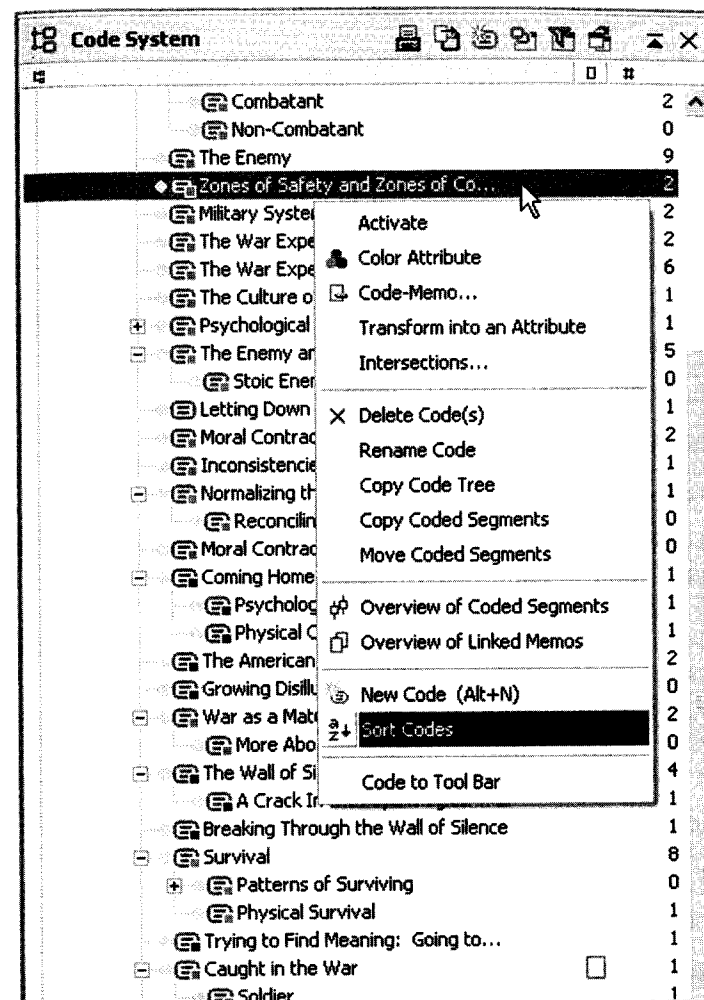 Code System
#
Combatant 2
Non-Combatant 0
The Enemy 9
Zones of Safety and Zones of Co... 2
Military Syste 2
The War Expe 2
The War Expe 6
The Culture o 1
Psychological 1
The Enemy an 5
Stoic Ener 0
Letting Down 1
Moral Contrac 2
Inconsistencie 1
Normalizing th 1
Reconcilin 0
Moral Contrac 0
Coming Home 1
Psycholog 1
Physical C 1
The American 2
Growing Disillu 0
War as a Mat 2
More Abo 0
The Wall of Si 4
A Crack In 1
Breaking Through the Wall of Silence 1
Survival 8
Patterns of Surviving 0
Physical Survival 1
Trying to Find Meaning: Going to... 1
Caught in the War 1
Soldier 1
Activate
Color Attribute
Code-Memo...
Transform into an Attribute
Intersections...
Delete Code(s)
Rename Code
Copy Code Tree
Copy Coded Segments
Move Coded Segments
Overview of Coded Segments
Overview of Linked Memos
New Code (Alt+N)
Sort Codes
Code to Tool Bar